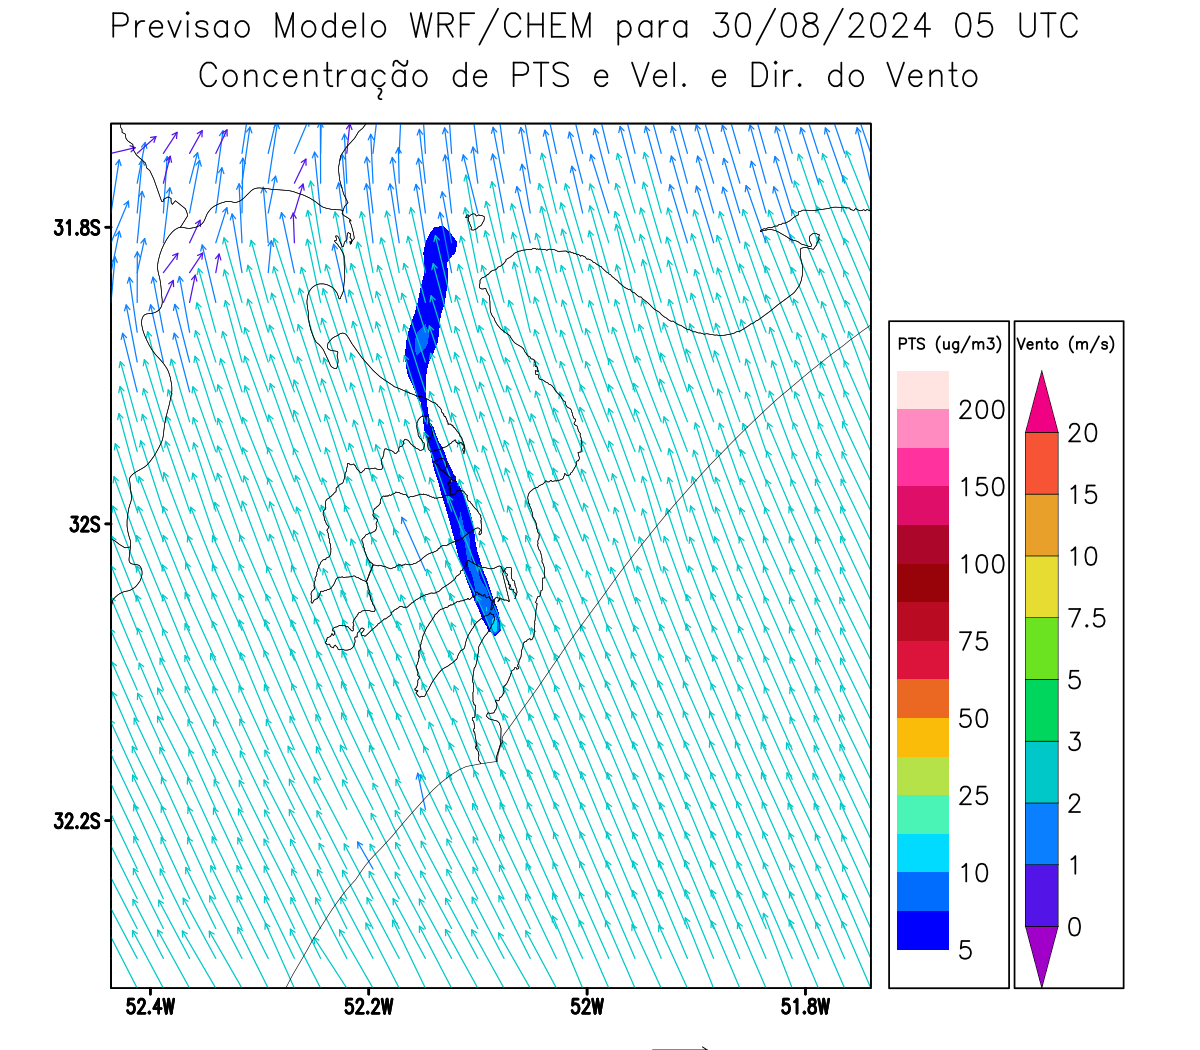 Previsao Modelo WRF/CHEM para 30/08/2024 05 UTC
Concentração de PTS e Vel. e Dir. do Vento
31.8S
32S
32.2S
52.4W
52.2W
52W
51.8W
PTS (ug/m3)
200
150
100
75
50
25
10
5
Vento (m/s)
20
15
10
7.5
5
3
2
1
0